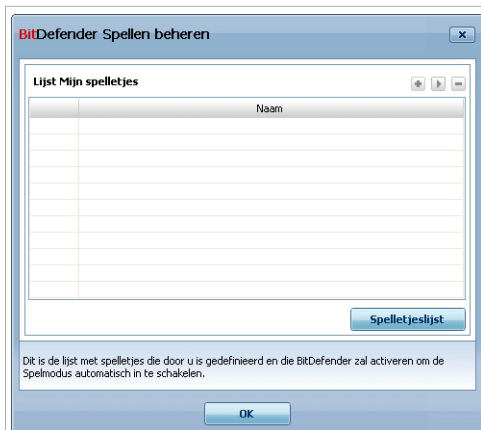 BitDefender Spellen beheren
Lijst Mijn spelletjes
Naam
Spelletjeslijst
Dit is de lijst met spelletjes die door u is gedefinieerd en die BitDefender zal activeren om de
Spelmodus automatisch in te schakelen.
OK